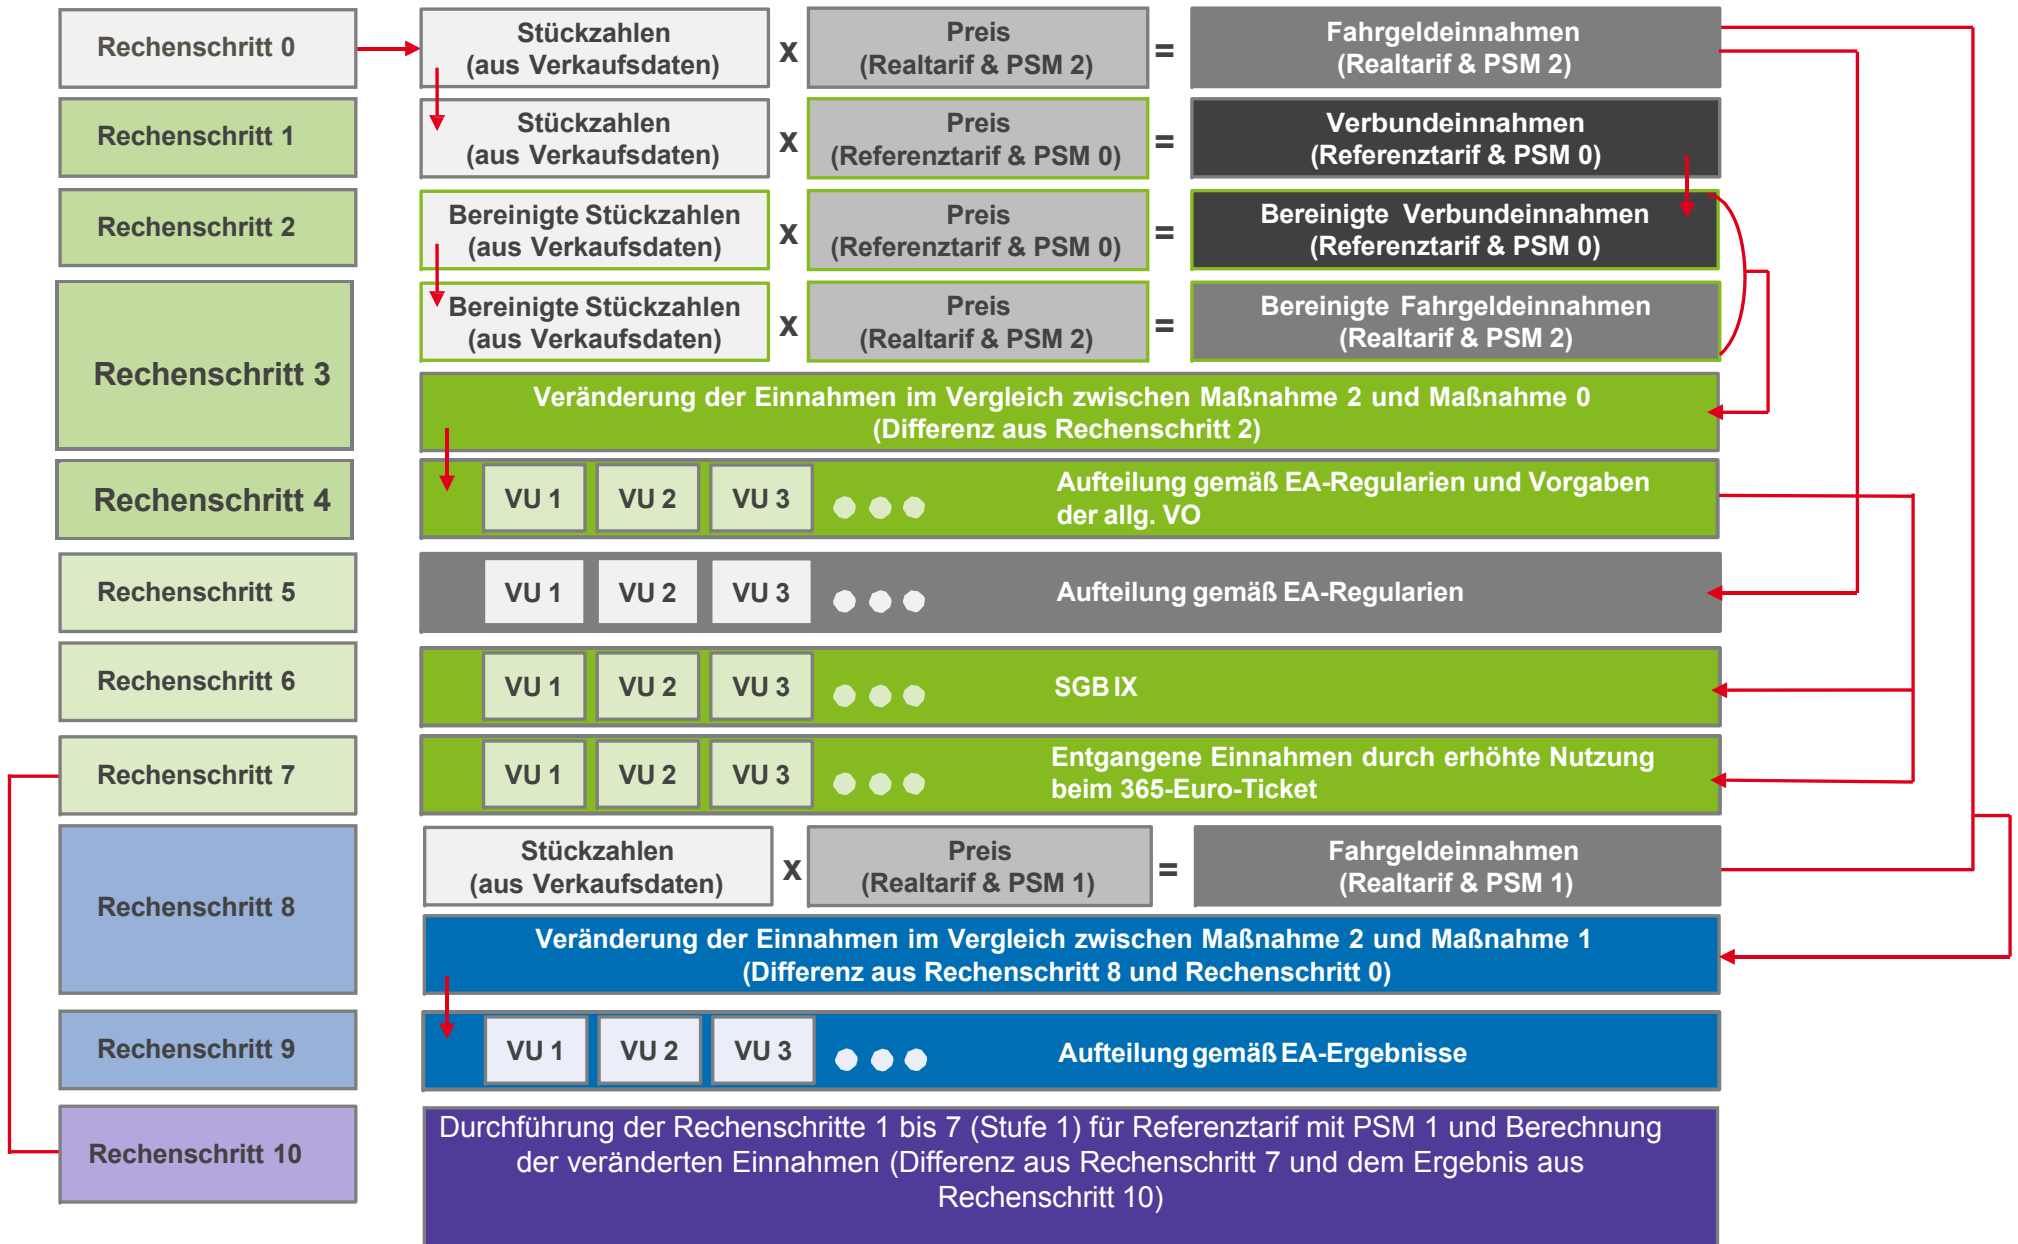 Rechenschritt 0
Stückzahlen
(aus Verkaufsdaten)
x
Preis
(Realtarif & PSM 2)
=
Fahrgeldeinnahmen
(Realtarif & PSM 2)
Rechenschritt 1
Stückzahlen
(aus Verkaufsdaten)
x
Preis
(Referenztarif & PSM 0)
=
Verbundeinnahmen
(Referenztarif & PSM 0)
Rechenschritt 2
Bereinigte Stückzahlen
(aus Verkaufsdaten)
x
Preis
(Referenztarif & PSM 0)
=
Bereinigte Verbundeinnahmen
(Referenztarif & PSM 0)
Rechenschritt 3
Bereinigte Stückzahlen
(aus Verkaufsdaten)
x
Preis
(Realtarif & PSM 2)
=
Bereinigte Fahrgeldeinnahmen
(Realtarif & PSM 2)
Veränderung der Einnahmen im Vergleich zwischen Maßnahme 2 und Maßnahme 0
(Differenz aus Rechenschritt 2)
Rechenschritt 4
VU 1
VU 2
VU 3
Aufteilung gemäß EA-Regularien und Vorgaben
der allg. VO
Rechenschritt 5
VU 1
VU 2
VU 3
Aufteilung gemäß EA-Regularien
Rechenschritt 6
VU 1
VU 2
VU 3
SGB IX
Rechenschritt 7
VU 1
VU 2
VU 3
Entgangene Einnahmen durch erhöhte Nutzung
beim 365-Euro-Ticket
Rechenschritt 8
Stückzahlen
(aus Verkaufsdaten)
x
Preis
(Realtarif & PSM 1)
=
Fahrgeldeinnahmen
(Realtarif & PSM 1)
Veränderung der Einnahmen im Vergleich zwischen Maßnahme 2 und Maßnahme 1
(Differenz aus Rechenschritt 8 und Rechenschritt 0)
Rechenschritt 9
VU 1
VU 2
VU 3
Aufteilung gemäß EA-Ergebnisse
Rechenschritt 10
Durchführung der Rechenschritte 1 bis 7 (Stufe 1) für Referenztarif mit PSM 1 und Berechnung
der veränderten Einnahmen (Differenz aus Rechenschritt 7 und dem Ergebnis aus
Rechenschritt 10)